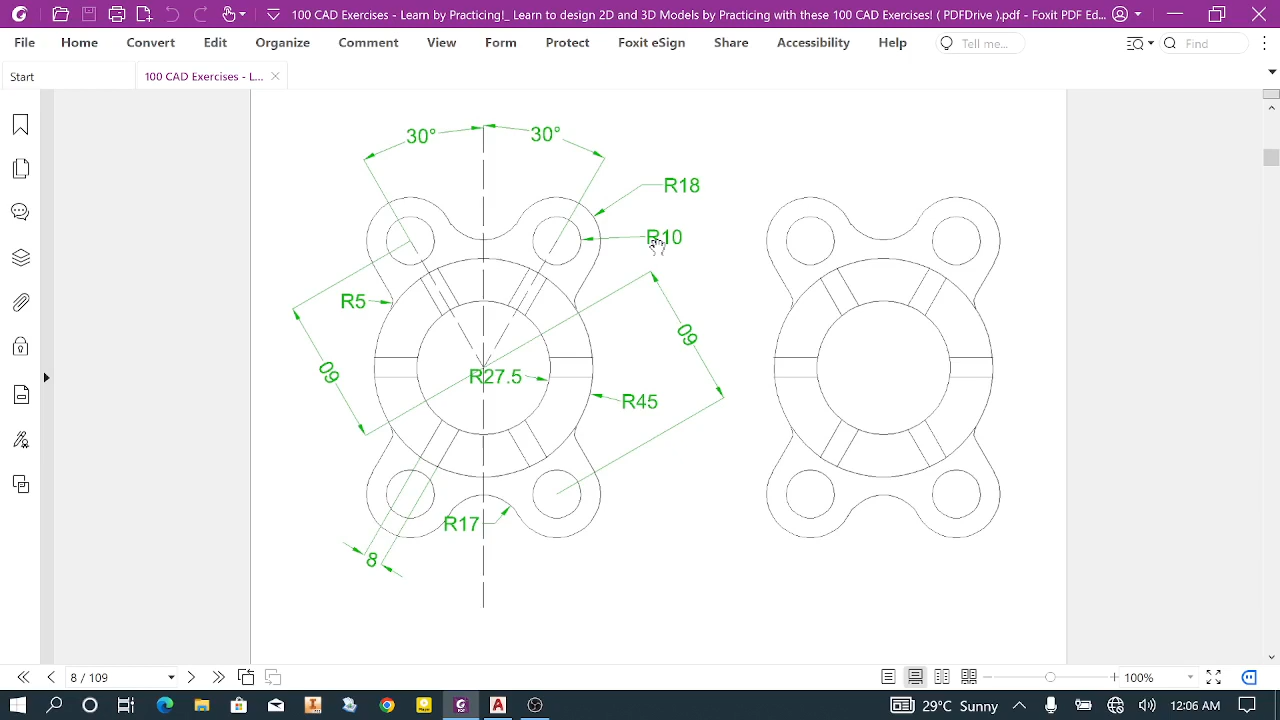 100 CAD Exercises - Learn by Practicing!_ Learn to design 2D and 3D Models by Practicing with these 100 CAD Exercises! ( PDFDrive ).pdf - Foxit PDF Ed...
File Home Convert Edit Organize Comment View Form Protect Foxit eSign Share Accessibility Help Tell me... Find
Start 100 CAD Exercises - L...
30° 30°
R18
R10
R5
60
60
R27.5
R45
R17
8
8 / 109 100%
29°C Sunny 12:06 AM